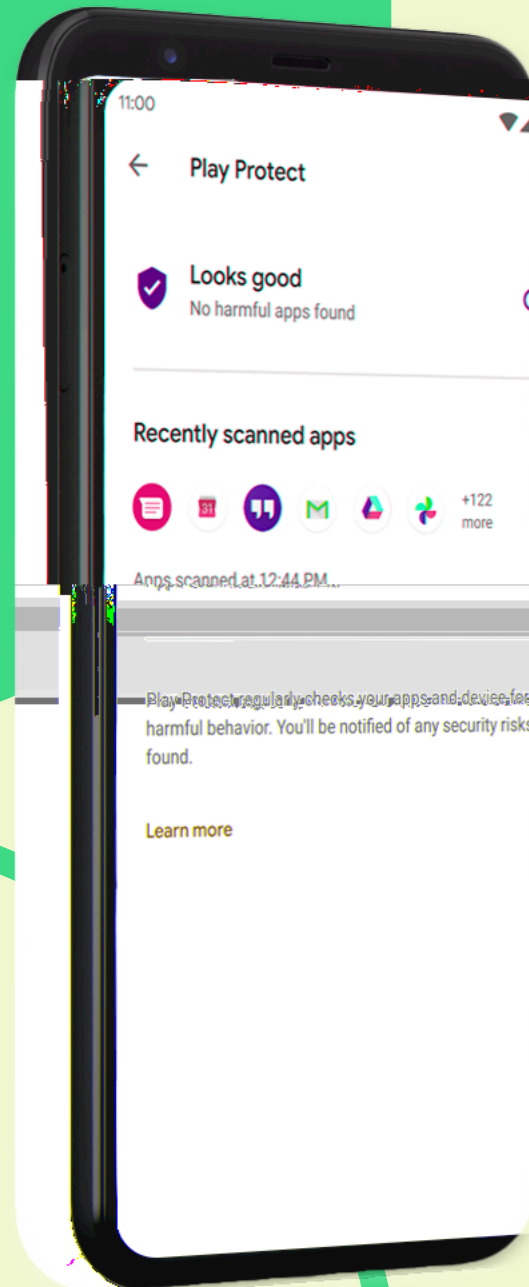 11:00
Play Protect
Looks good
No harmful apps found
Recently scanned apps
31
+122
more
Apps scanned at 12:44 PM
Play Protect regularly checks your apps and device for
harmful behavior. You'll be notified of any security risks
found.
Learn more